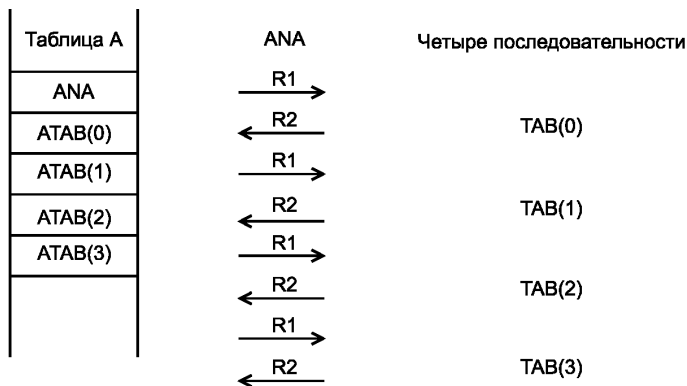 Таблица A
ANA
Четыре последовательности
ANA
R1
ATAB(0)
R2
TAB(0)
ATAB(1)
R1
ATAB(2)
R2
TAB(1)
ATAB(3)
R1
R2
TAB(2)
R1
R2
TAB(3)